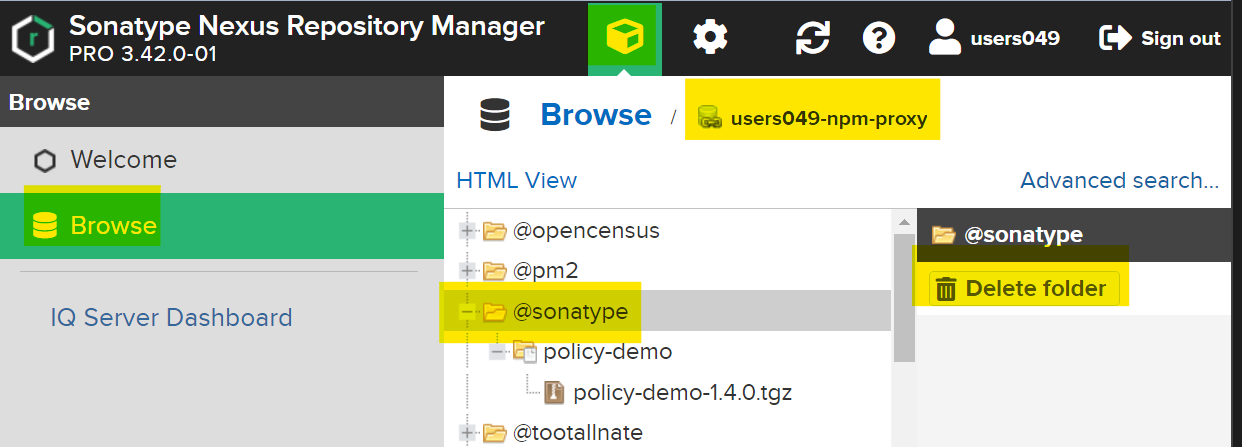 Sonatype Nexus Repository Manager
PRO 3.42.0-01
users049
Sign out
Browse
Welcome
Browse
IQ Server Dashboard
Browse / users049-npm-proxy
HTML View
Advanced search...
@opencensus
@pm2
@sonatype
policy-demo
policy-demo-1.4.0.tgz
@tootallnate
@sonatype
Delete folder